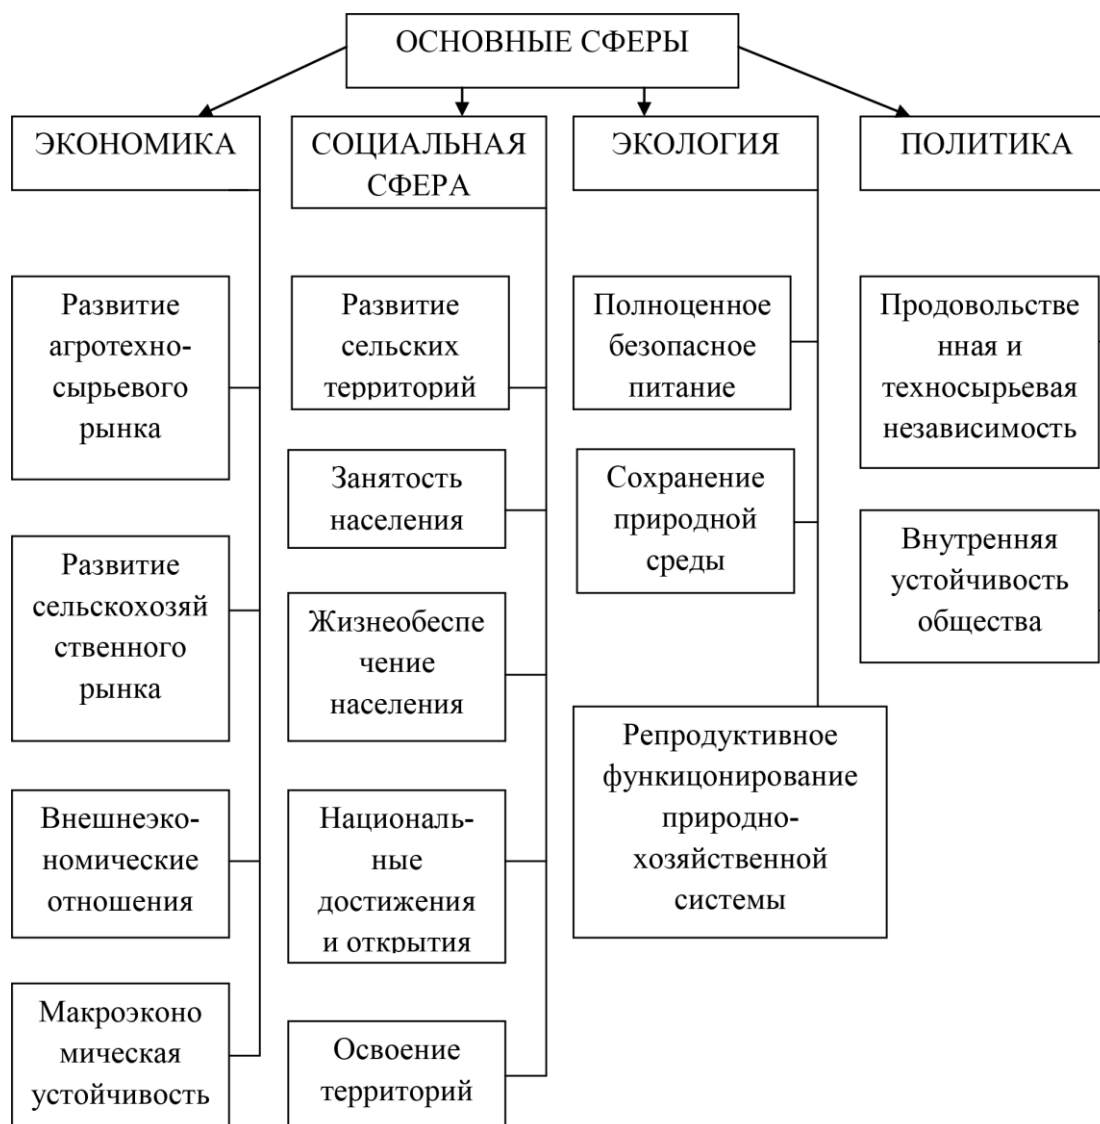 ОСНОВНЫЕ СФЕРЫ
ЭКОНОМИКА
СОЦИАЛЬНАЯ
СФЕРА
ЭКОЛОГИЯ
ПОЛИТИКА
Развитие
агротехно-
сырьевого
рынка
Развитие
сельскохозяй
ственного
рынка
Внешнеэко-
номические
отношения
Макроэконо
мическая
устойчивость
Развитие
сельских
территорий
Занятость
населения
Жизнеобеспе
чение
населения
Националь-
ные
достижения
и открытия
Освоение
территорий
Полноценное
безопасное
питание
Сохранение
природной
среды
Репродуктивное
функицонирование
природно-
хозяйственной
системы
Продовольстве
нная и
техносырьевая
независимость
Внутренняя
устойчивость
общества